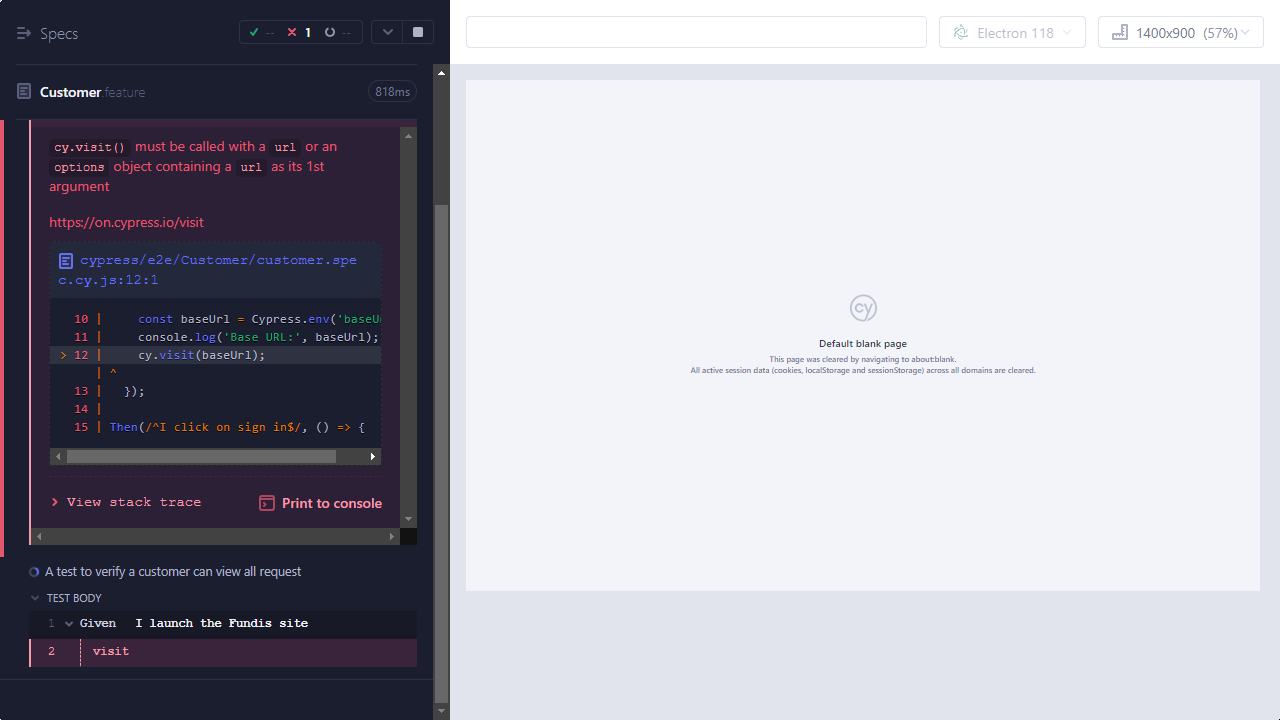 Specs
-- 1 --
Electron 118
1400x900 (57%)
Customer.feature
818ms
cy.visit() must be called with a url or an
options object containing a url as its 1st
argument
https://on.cypress.io/visit
cypress/e2e/Customer/customer.spe
c.cy.js:12:1
10 | const baseUrl = Cypress.env('baseU
11 | console.log('Base URL:', baseUrl);
> 12 | cy.visit(baseUrl);
| ^
13 | });
14 |
15 | Then(/^I click on sign in$/, () => {
> View stack trace
Print to console
A test to verify a customer can view all request
TEST BODY
1 Given I launch the Fundis site
2 visit
cy
Default blank page
This page was cleared by navigating to about:blank.
All active session data (cookies, localStorage and sessionStorage) across all domains are cleared.